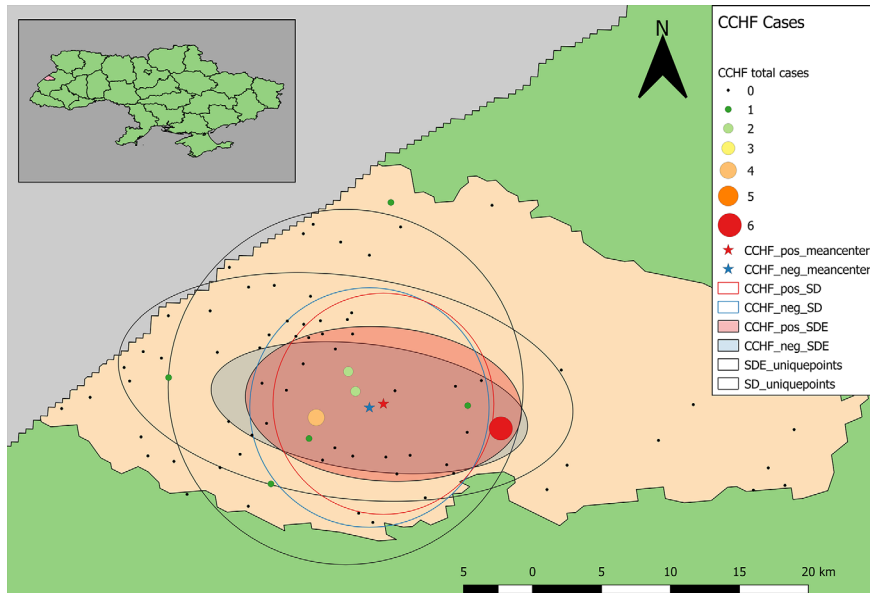 N
CCHF Cases
CCHF total cases
0
1
2
3
4
5
6
CCHF_pos_meancenter
CCHF_neg_meancenter
CCHF_pos_SD
CCHF_neg_SD
CCHF_pos_SDE
CCHF_neg_SDE
SDE_uniquepoints
SD_uniquepoints
5 0 5 10 15 20 km